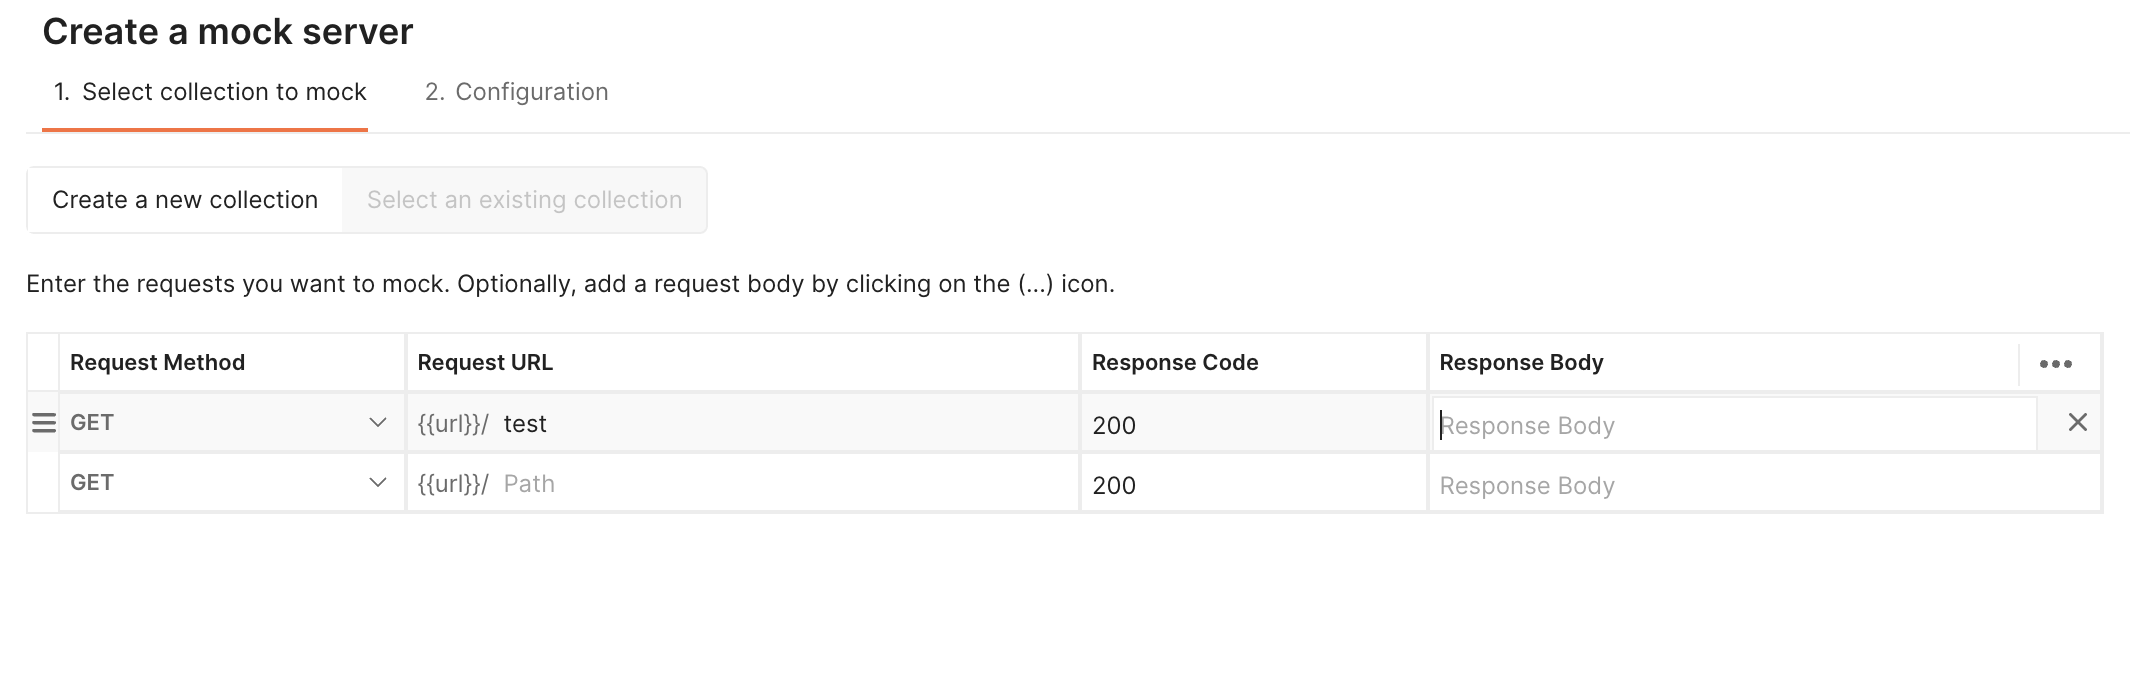 Create a mock server
1. Select collection to mock 2. Configuration
Create a new collection Select an existing collection
Enter the requests you want to mock. Optionally, add a request body by clicking on the (...) icon.
Request Method Request URL Response Code Response Body
GET {{url}}/ test 200 Response Body
GET {{url}}/ Path 200 Response Body